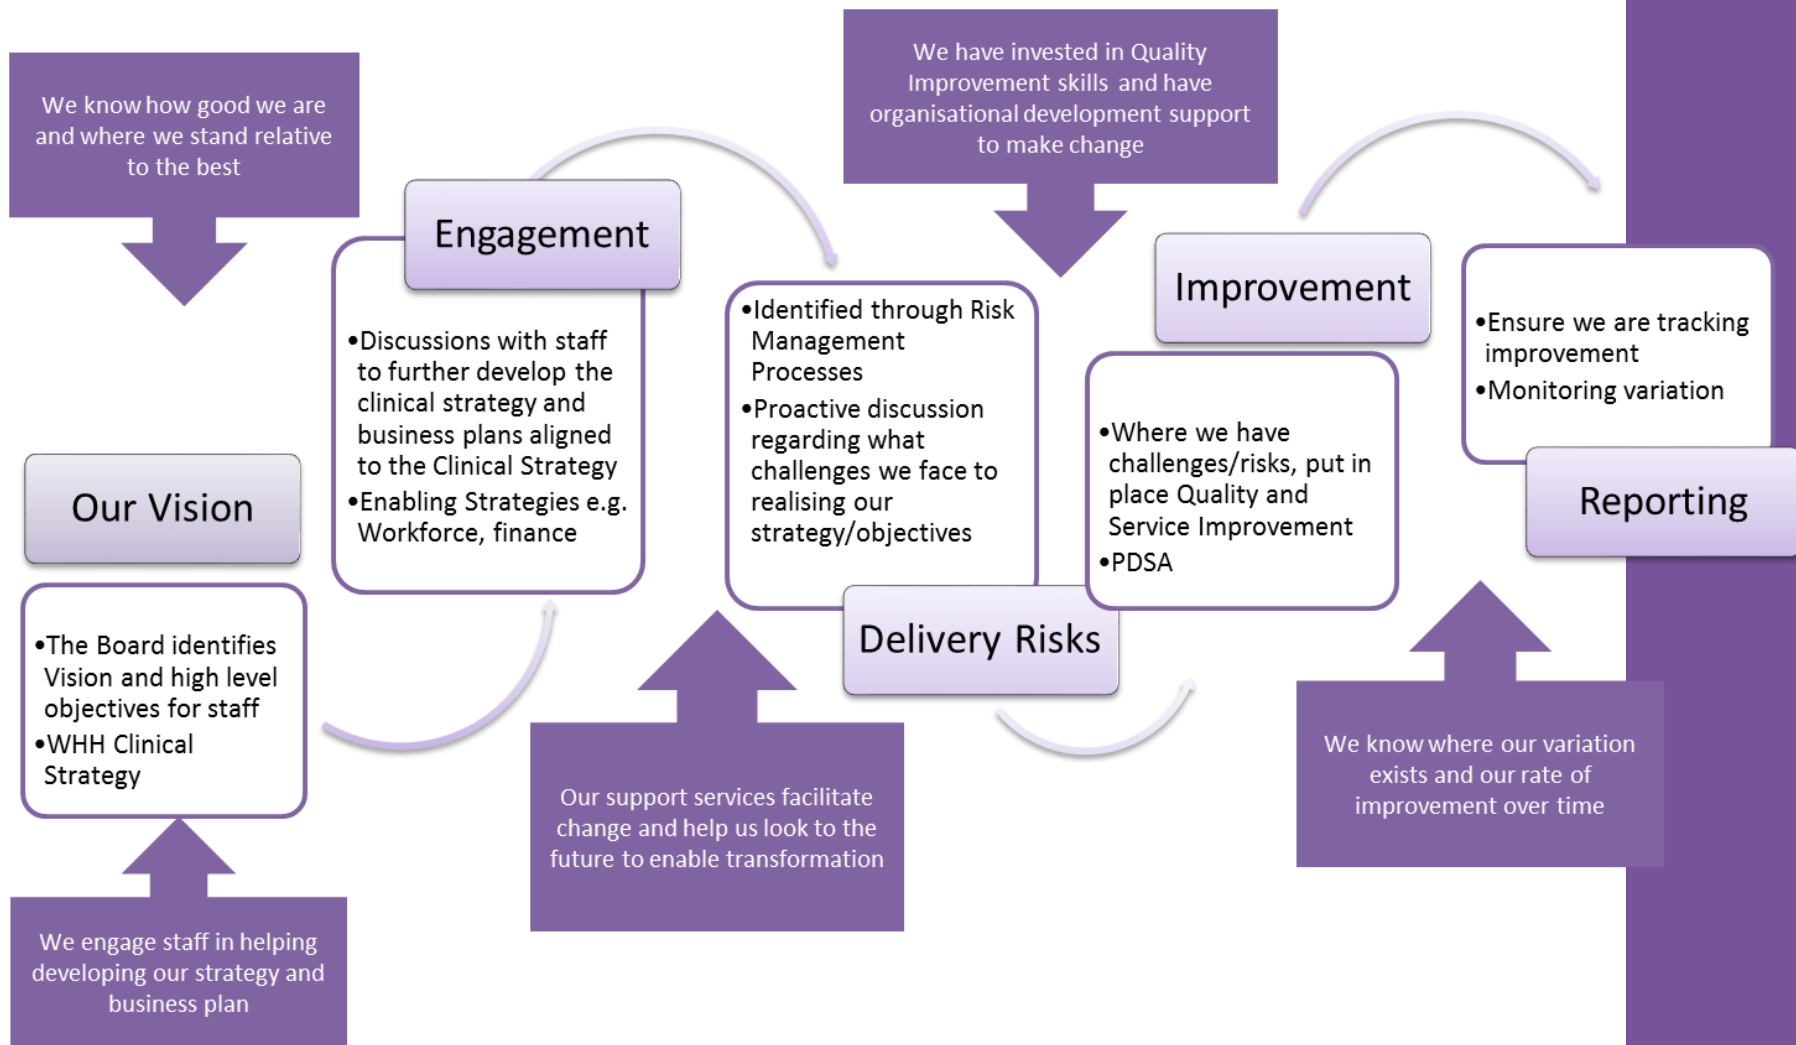 We know how good we are
and where we stand relative
to the best
Our Vision
•The Board identifies
Vision and high level
objectives for staff
•WHH Clinical
Strategy
We engage staff in helping
developing our strategy and
business plan
Engagement
•Discussions with staff
to further develop the
clinical strategy and
business plans aligned
to the Clinical Strategy
•Enabling Strategies e.g.
Workforce, finance
•Identified through Risk
Management
Processes
•Proactive discussion
regarding what
challenges we face to
realising our
strategy/objectives
Delivery Risks
Our support services facilitate
change and help us look to the
future to enable transformation
We have invested in Quality
Improvement skills and have
organisational development support
to make change
Improvement
•Where we have
challenges/risks, put in
place Quality and
Service Improvement
•PDSA
•Ensure we are tracking
improvement
•Monitoring variation
Reporting
We know where our variation
exists and our rate of
improvement over time